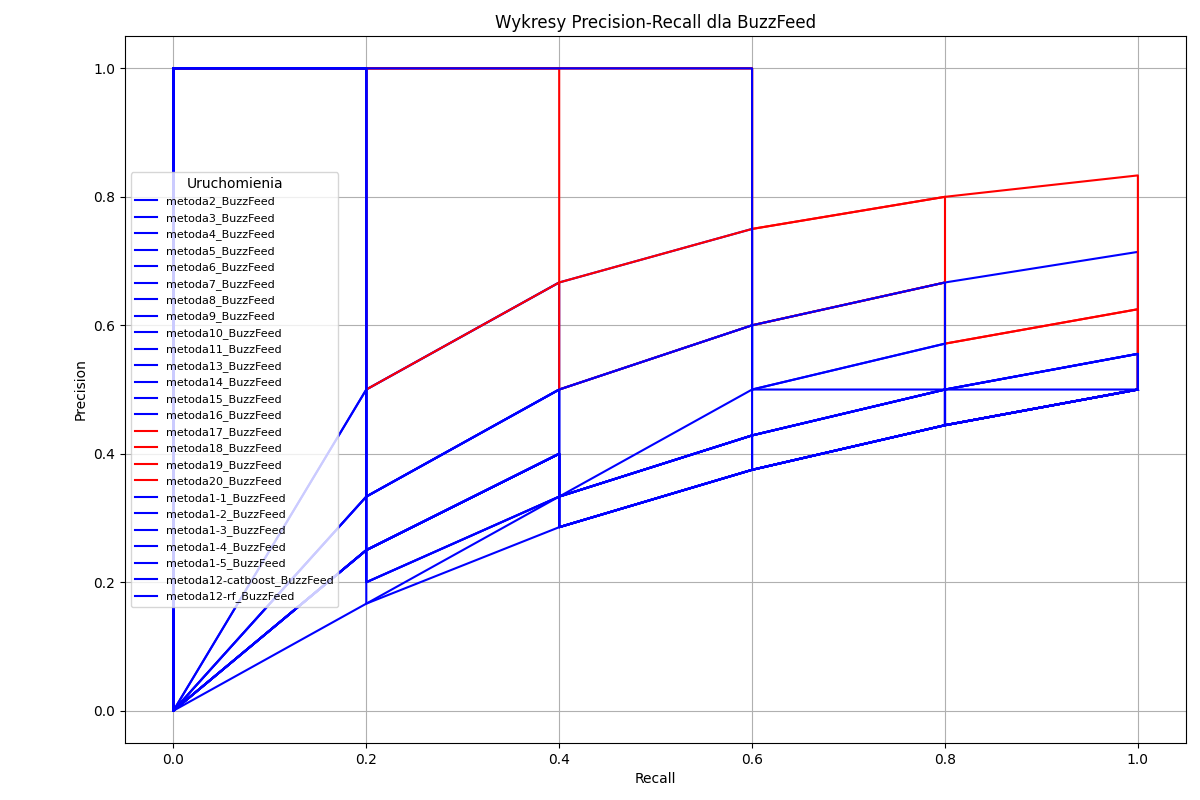 Wykresy Precision-Recall dla BuzzFeed
1.0
0.8
0.6
0.4
0.2
0.0
Precision
Uruchomienia
metoda2_BuzzFeed
metoda3_BuzzFeed
metoda4_BuzzFeed
metoda5_BuzzFeed
metoda6_BuzzFeed
metoda7_BuzzFeed
metoda8_BuzzFeed
metoda9_BuzzFeed
metoda10_BuzzFeed
metoda11_BuzzFeed
metoda13_BuzzFeed
metoda14_BuzzFeed
metoda15_BuzzFeed
metoda16_BuzzFeed
metoda17_BuzzFeed
metoda18_BuzzFeed
metoda19_BuzzFeed
metoda20_BuzzFeed
metoda1-1_BuzzFeed
metoda1-2_BuzzFeed
metoda1-3_BuzzFeed
metoda1-4_BuzzFeed
metoda1-5_BuzzFeed
metoda12-catboost_BuzzFeed
metoda12-rf_BuzzFeed
0.0 0.2 0.4 0.6 0.8 1.0
Recall